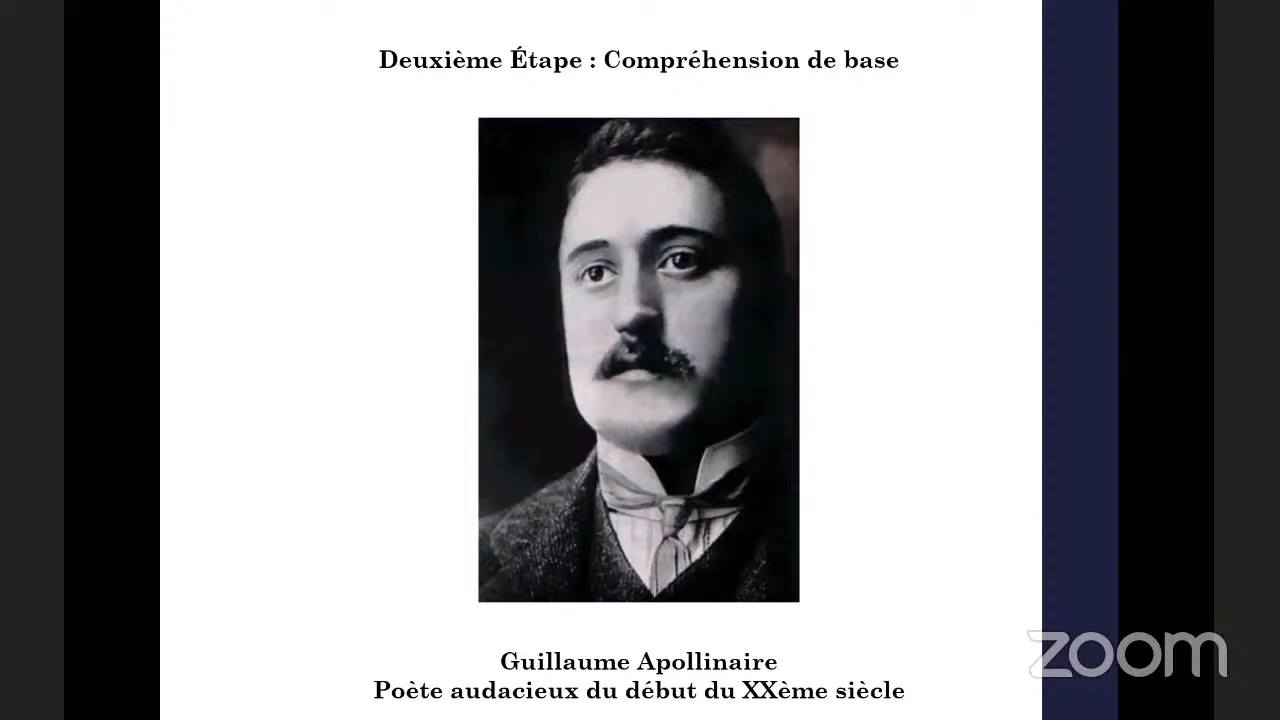 Deuxième Étape : Compréhension de base
Guillaume Apollinaire
Poète audacieux du début du XXème siècle
zoom